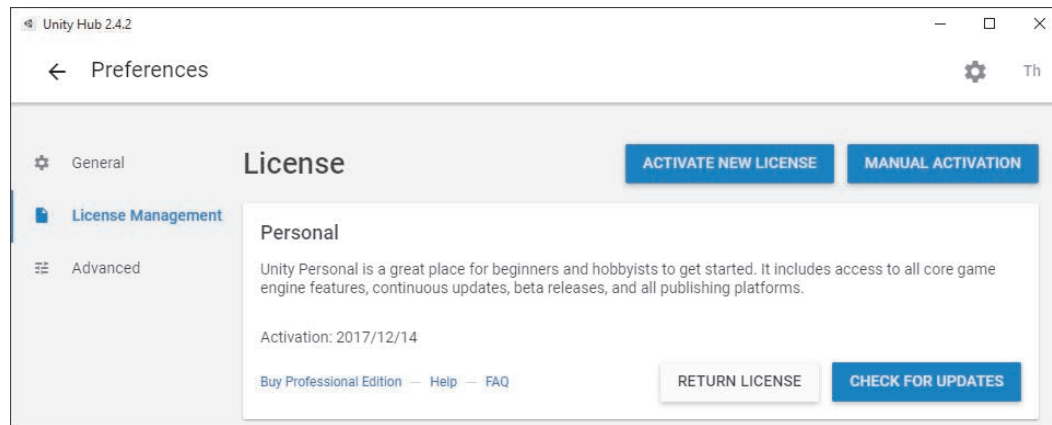 Unity Hub 2.4.2
Preferences
Th
General
License
ACTIVATE NEW LICENSE
MANUAL ACTIVATION
License Management
Personal
Advanced
Unity Personal is a great place for beginners and hobbyists to get started. It includes access to all core game
engine features, continuous updates, beta releases, and all publishing platforms.
Activation: 2017/12/14
Buy Professional Edition — Help — FAQ
RETURN LICENSE
CHECK FOR UPDATES